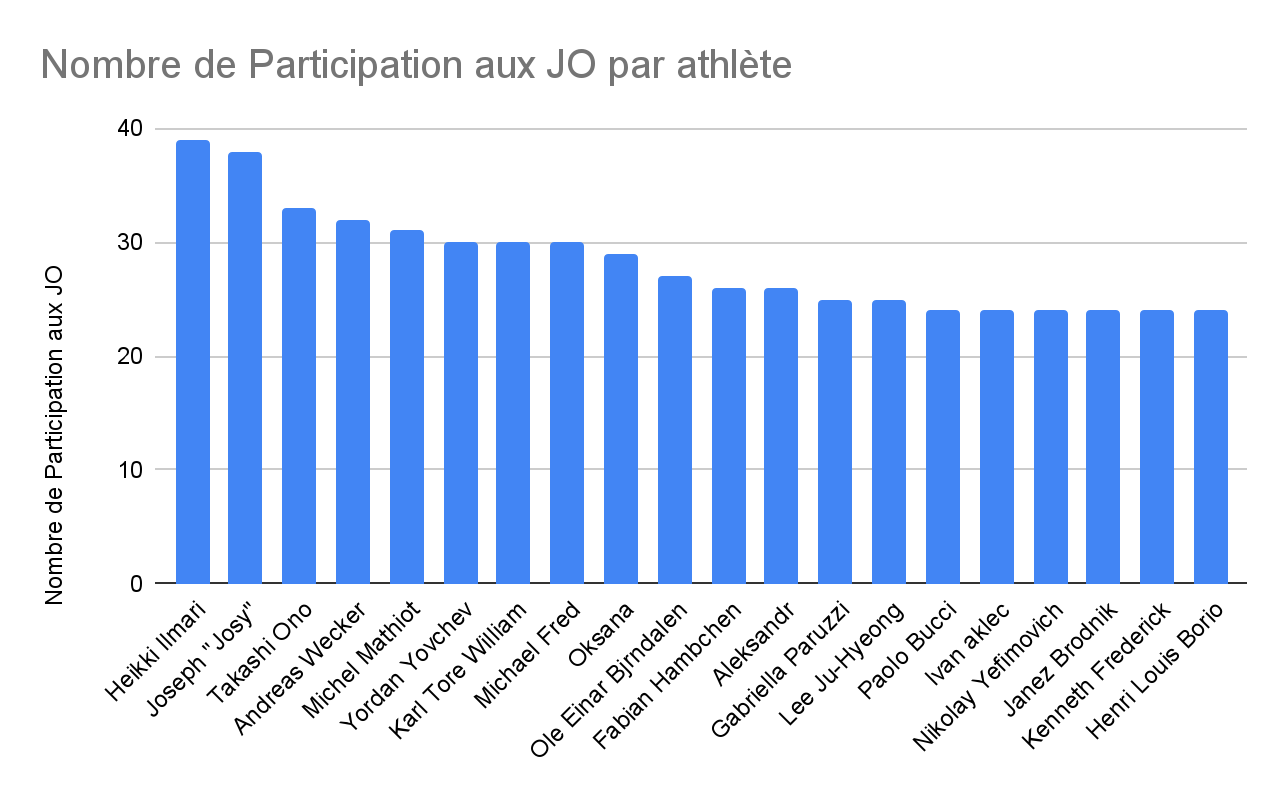 Nombre de Participation aux JO par athlète
Nombre de Participation aux JO
40
30
20
10
0
Heikki Ilmari
Joseph " Josy"
Takashi Ono
Andreas Wecker
Michel Mathiot
Yordan Yovchev
Karl Tore William
Michael Fred
Oksana
Ole Einar Bjrndalen
Fabian Hambchen
Aleksandr
Gabriella Paruzzi
Lee Ju-Hyeong
Paolo Bucci
Ivan aklec
Nikolay Yefimovich
Janez Brodnik
Kenneth Frederick
Henri Louis Borio